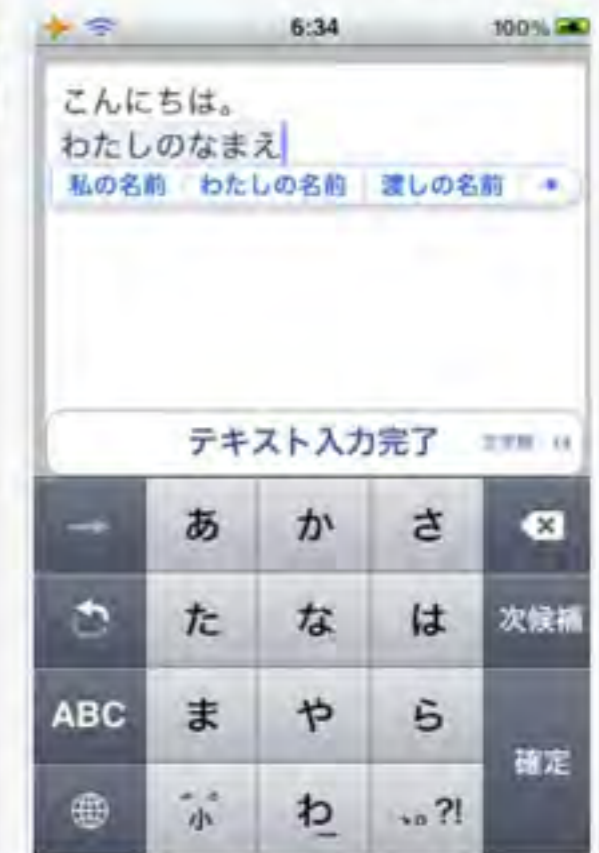 6:34 100%
こんにちは。
わたしのなまえ
私の名前 わたしの名前 渡しの名前
テキスト入力完了
→ あ か さ
た な は 次候補
ABC ま や ら
確定
小 わ 、。?!